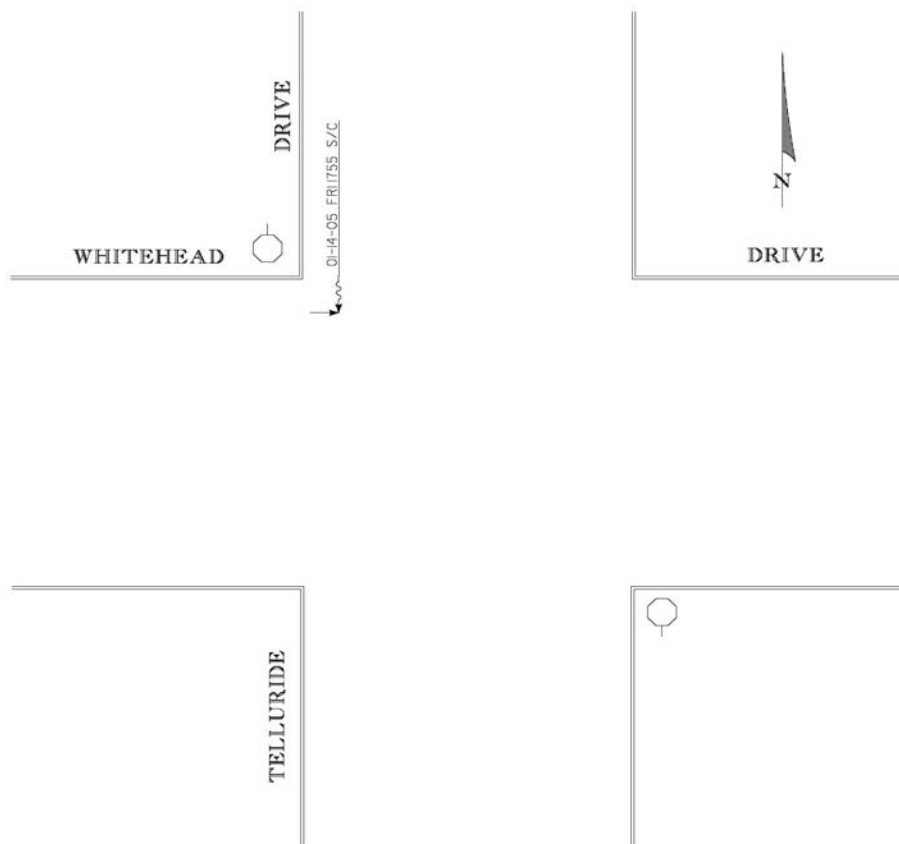 DRIVE
01-14-05 FRI1755 S/C
N
WHITEHEAD
DRIVE
TELLURIDE